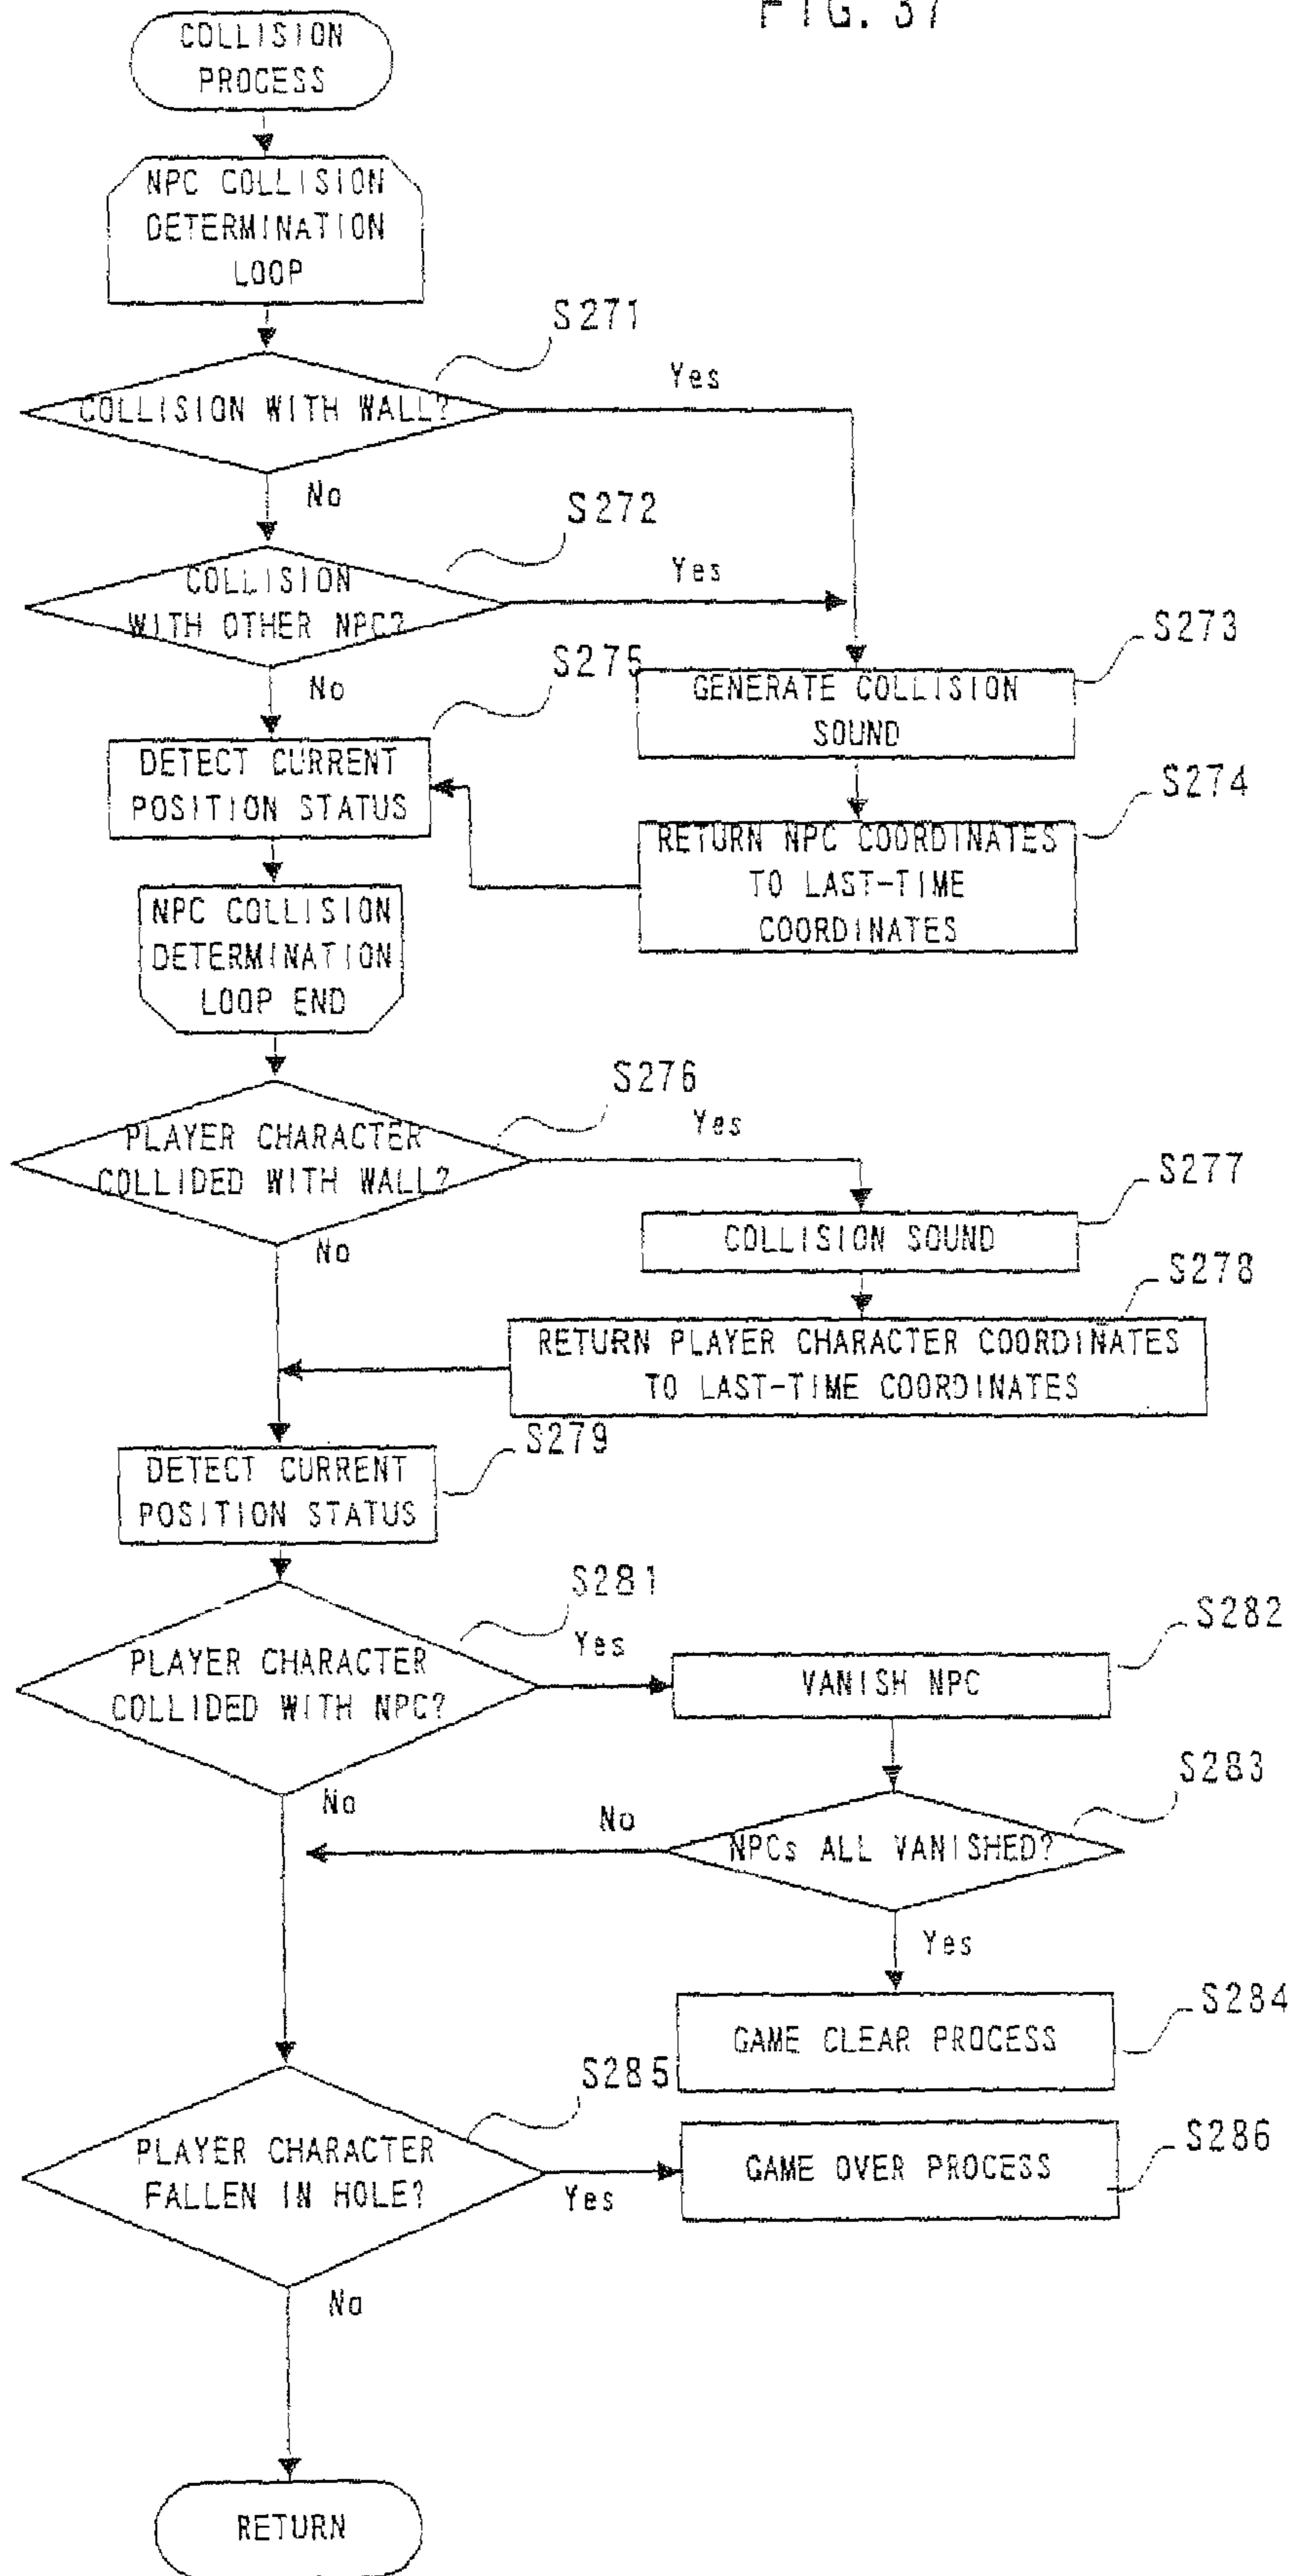 FIG. 37
COLLISION
PROCESS
NPC COLLISION
DETERMINATION
LOOP
S271
COLLISION WITH WALL?
Yes
No
S272
COLLISION
WITH OTHER NPC?
Yes
No
S273
GENERATE COLLISION
SOUND
S275
DETECT CURRENT
POSITION STATUS
S274
RETURN NPC COORDINATES
TO LAST-TIME
COORDINATES
NPC COLLISION
DETERMINATION
LOOP END
S276
PLAYER CHARACTER
COLLIDED WITH WALL?
Yes
No
S277
COLLISION SOUND
S278
RETURN PLAYER CHARACTER COORDINATES
TO LAST-TIME COORDINATES
S279
DETECT CURRENT
POSITION STATUS
S281
PLAYER CHARACTER
COLLIDED WITH NPC?
Yes
No
S282
VANISH NPC
S283
NPCs ALL VANISHED?
No
Yes
S284
GAME CLEAR PROCESS
S285
PLAYER CHARACTER
FALLEN IN HOLE?
Yes
No
S286
GAME OVER PROCESS
RETURN